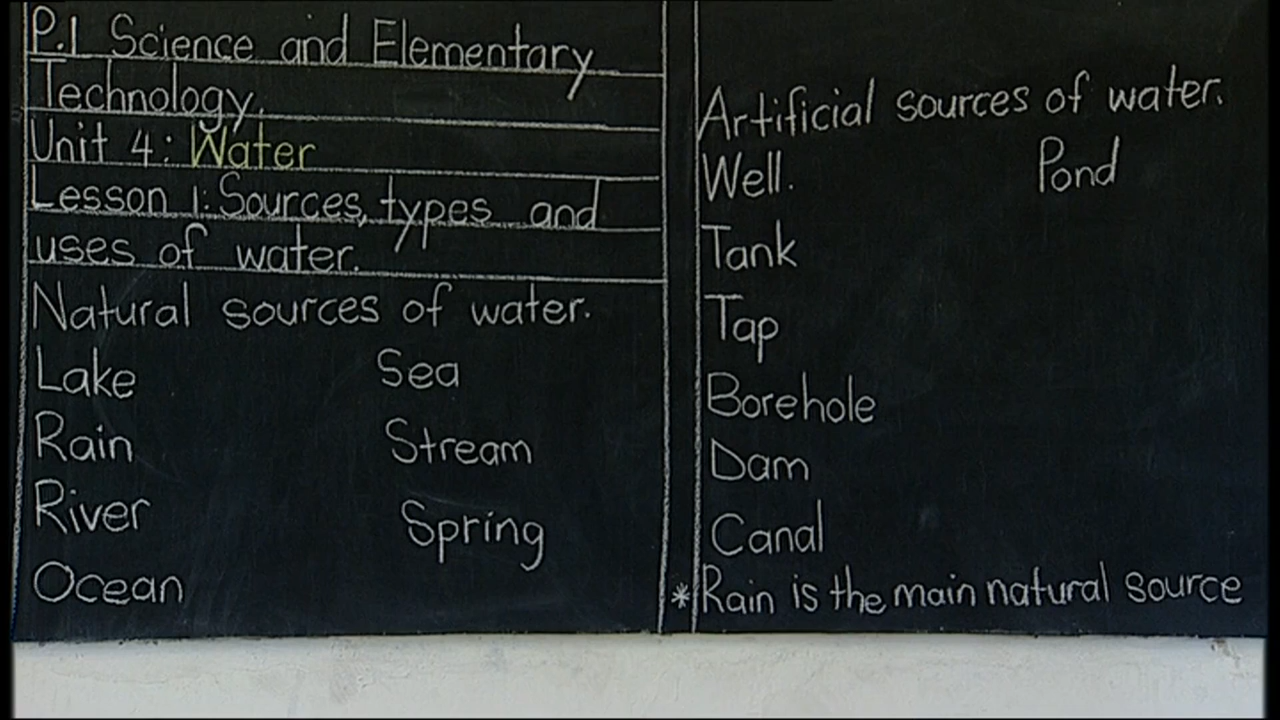 P.1 Science and Elementary
Technology.
Unit 4: Water
Lesson 1: Sources, types and
uses of water.
Natural sources of water.
Lake Sea
Rain Stream
River Spring
Ocean
Artificial sources of water.
Well. Pond
Tank
Tap
Borehole
Dam
Canal
*Rain is the main natural source